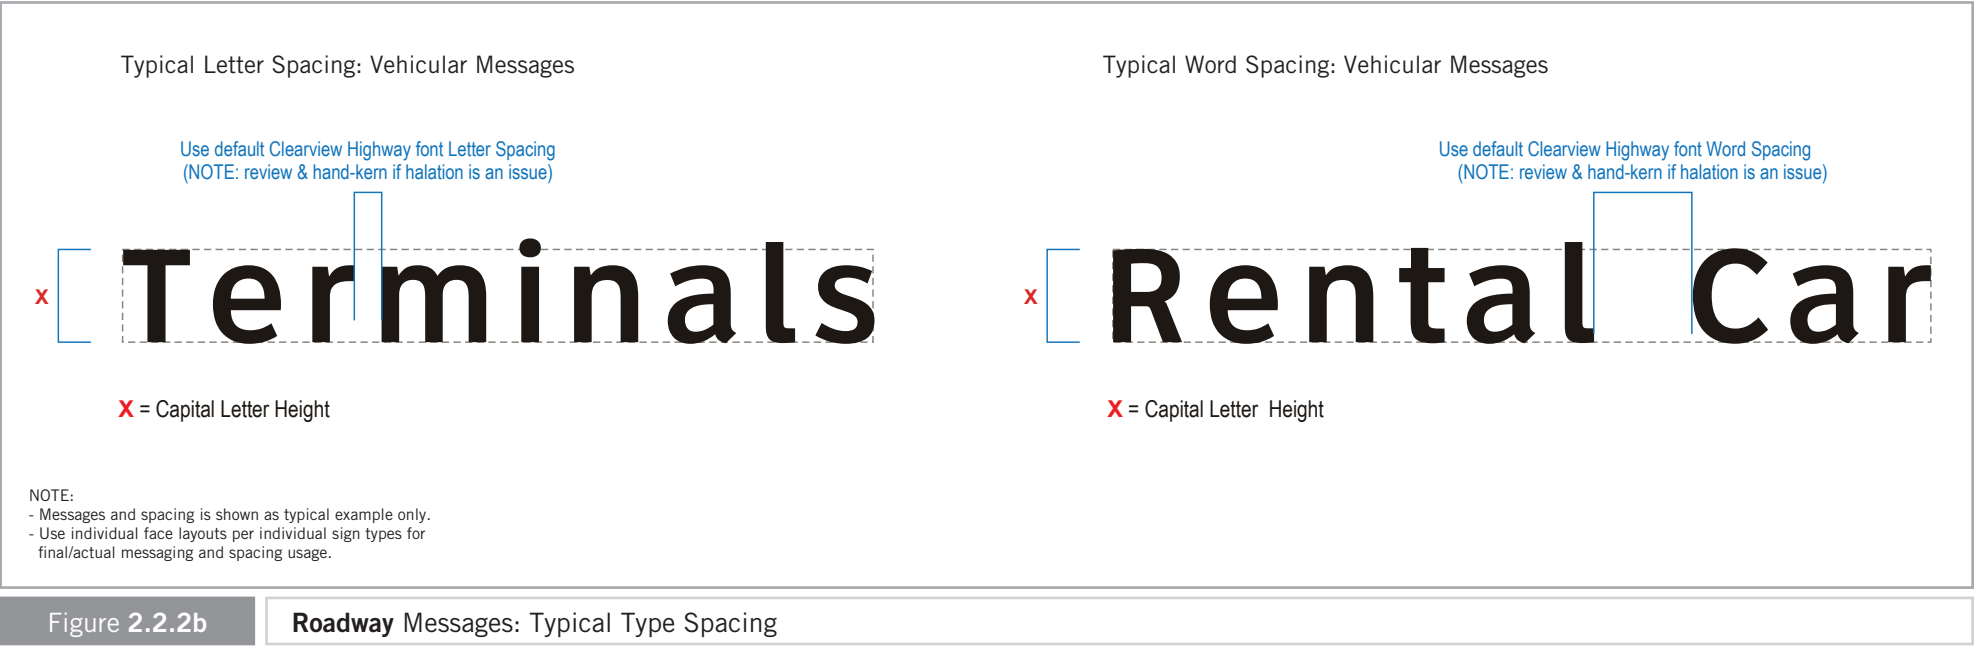 Typical Letter Spacing: Vehicular Messages
Use default Clearview Highway font Letter Spacing
(NOTE: review & hand-kern if halation is an issue)
X
Terminals
X = Capital Letter Height
Typical Word Spacing: Vehicular Messages
Use default Clearview Highway font Word Spacing
(NOTE: review & hand-kern if halation is an issue)
X
Rental Car
X = Capital Letter Height
NOTE:
- Messages and spacing is shown as typical example only.
- Use individual face layouts per individual sign types for
final/actual messaging and spacing usage.
Figure 2.2.2b
Roadway Messages: Typical Type Spacing